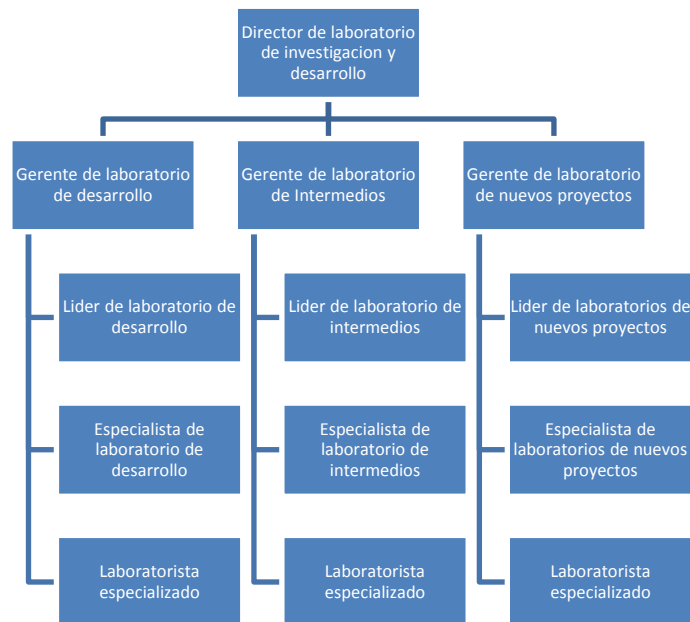 Director de laboratorio
de investigacion y
desarrollo
Gerente de laboratorio
de desarrollo
Gerente de laboratorio
de Intermedios
Gerente de laboratorio
de nuevos proyectos
Lider de laboratorio de
desarrollo
Lider de laboratorio de
intermedios
Lider de laboratorios de
nuevos proyectos
Especialista de
laboratorio de
desarrollo
Especialista de
laboratorio de
intermedios
Especialista de
laboratorios de nuevos
proyectos
Laboratorista
especializado
Laboratorista
especializado
Laboratorista
especializado